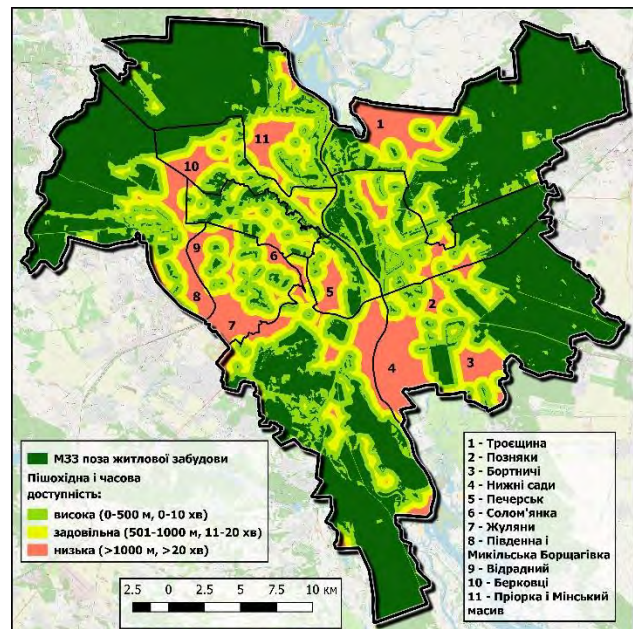 1
11
10
9
6
8
7
5
2
3
4
МЗЗ поза житлової забудови
Пішохідна і часова
доступність:
висока (0-500 м, 0-10 хв)
задовільна (501-1000 м, 11-20 хв)
низька (>1000 м, >20 хв)
2.5 0 2.5 5 7.5 10 км
1 - Троєщина
2 - Позняки
3 - Бортничі
4 - Нижні сади
5 - Печерськ
6 - Солом'янка
7 - Жуляни
8 - Південна і
Микільська Борщагівка
9 - Відрадний
10 - Берковці
11 - Пріорка і Мінський
масив